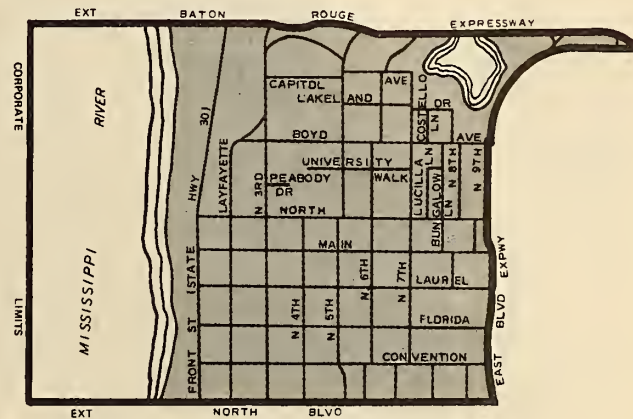 EXT BATON ROUGE EXPRESSWAY
CORPORATE
LIMITS
MISSISSIPPI
RIVER
HWY
301
LAYFAYETTE
CAPITOL AVE
LAKELAND DR
BOYD AVE
UNIVERSITY WALK
PEABODY
DR
NORTH
MAIN
LAUREL
FLORIDA
CONVENTION
FRONT ST (STATE
N 3RD
N 4TH
N 5TH
N 6TH
N 7TH
COSTELLO
LN
LUCILLA
LN
BUNGALOW
LN
N 8TH
N 9TH
EAST BLVD EXPWY
EXT NORTH BLVD